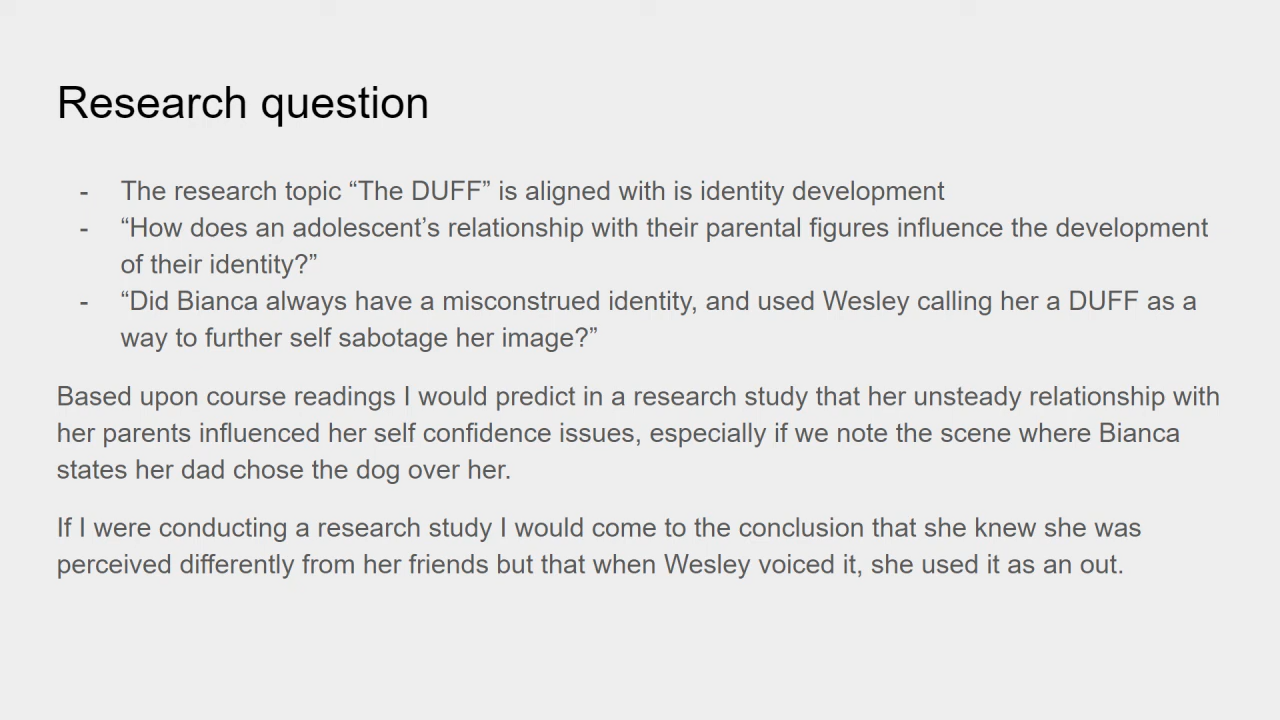 Research question
- The research topic “The DUFF” is aligned with is identity development
- “How does an adolescent’s relationship with their parental figures influence the development
of their identity?”
- “Did Bianca always have a misconstrued identity, and used Wesley calling her a DUFF as a
way to further self sabotage her image?”
Based upon course readings I would predict in a research study that her unsteady relationship with
her parents influenced her self confidence issues, especially if we note the scene where Bianca
states her dad chose the dog over her.
If I were conducting a research study I would come to the conclusion that she knew she was
perceived differently from her friends but that when Wesley voiced it, she used it as an out.